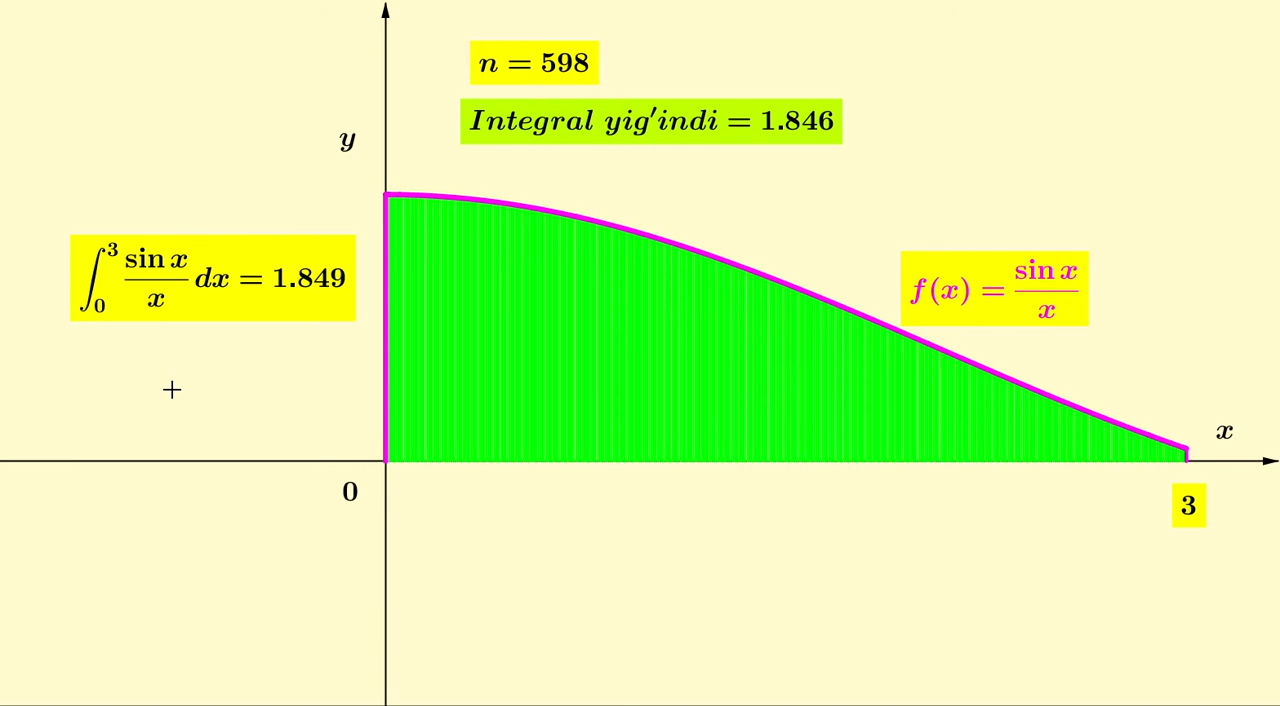 n = 598
Integral yig'indi = 1.846
y
∫₀³ sin x / x dx = 1.849
f(x) = sin x / x
x
0
3